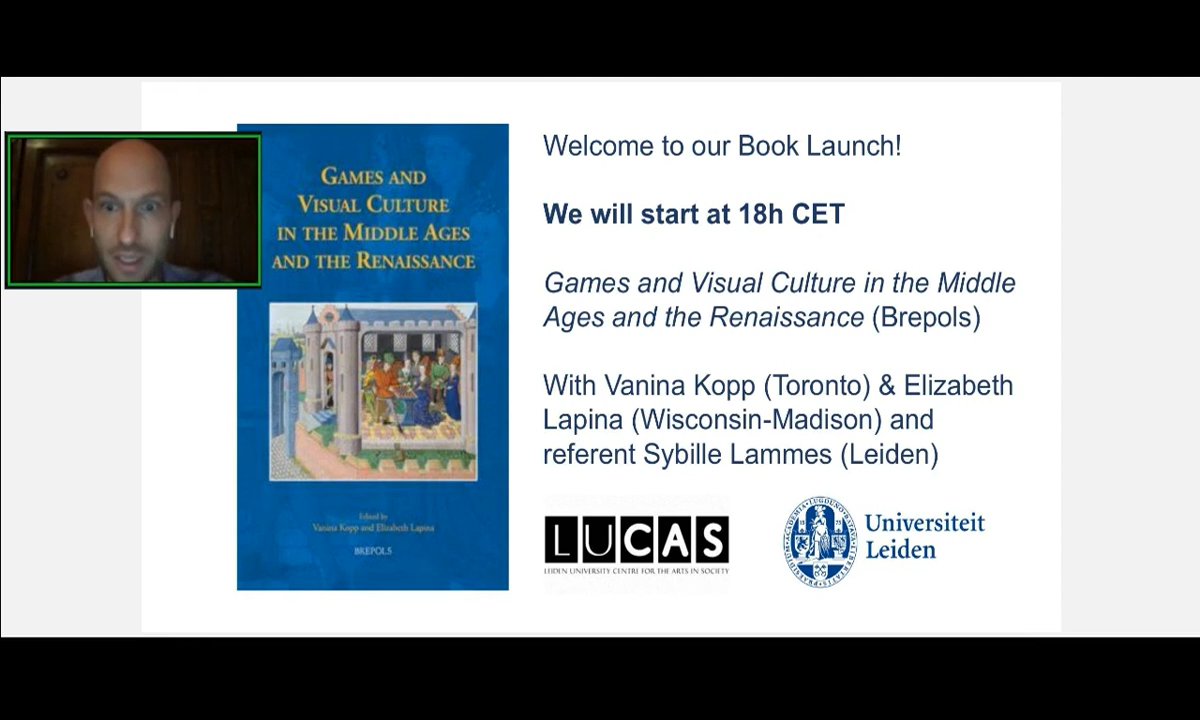 GAMES AND
VISUAL CULTURE
IN THE MIDDLE AGES
AND THE RENAISSANCE
Edited by
Vanina Kopp and Elizabeth Lapina
BREPOLS
Welcome to our Book Launch!
We will start at 18h CET
Games and Visual Culture in the Middle
Ages and the Renaissance (Brepols)
With Vanina Kopp (Toronto) & Elizabeth
Lapina (Wisconsin-Madison) and
referent Sybille Lammes (Leiden)
LUCAS
LEIDEN UNIVERSITY CENTRE FOR THE ARTS IN SOCIETY
Universiteit
Leiden